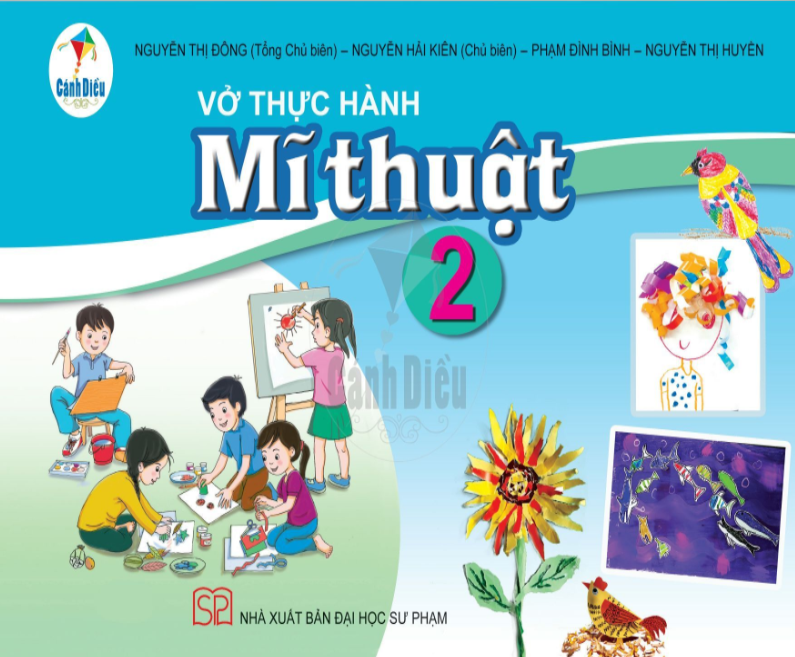 NGUYỄN THỊ ĐÔNG (Tổng Chủ biên) – NGUYỄN HẢI KIÊN (Chủ biên) – PHẠM ĐÌNH BÌNH – NGUYỄN THỊ HUYỀN
Cánh Diều
VỞ THỰC HÀNH
Mĩ thuật
2
Cánh Diều
SP
NHÀ XUẤT BẢN ĐẠI HỌC SƯ PHẠM